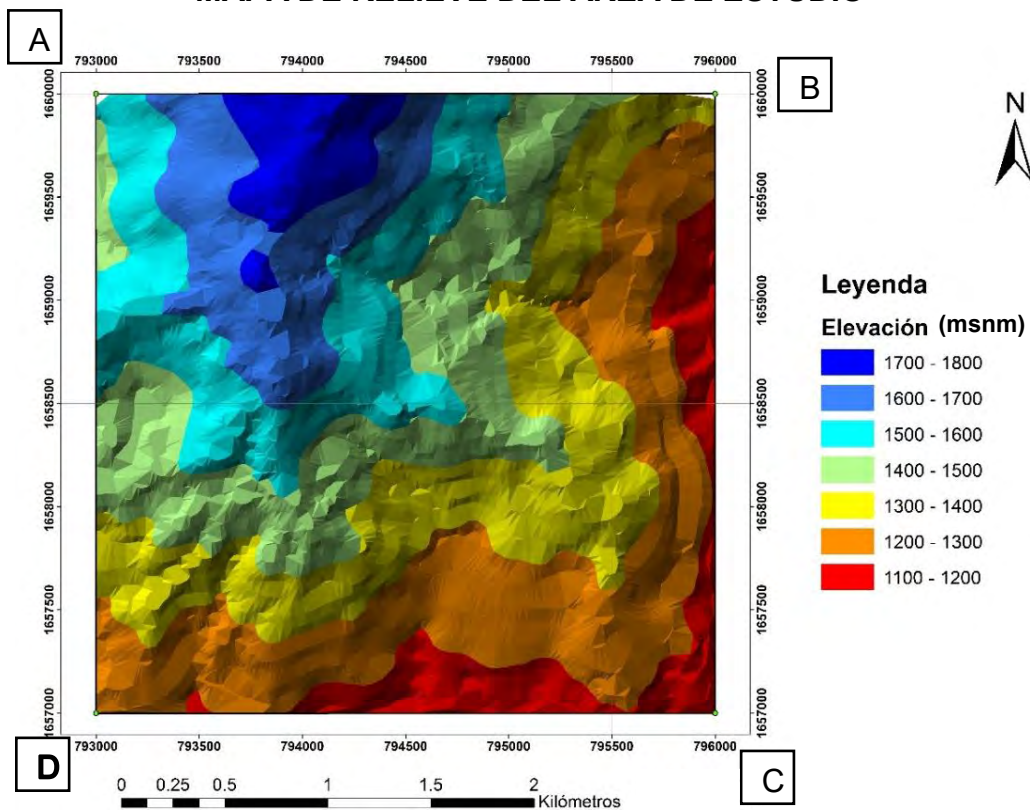 MAPA DE RELIEVE DEL ÁREA DE ESTUDIO
A
793000 793500 794000 794500 795000 795500 796000
B
N
1660000 1660000
1659500 1659500
1659000 1659000
1658500 1658500
1658000 1658000
1657500 1657500
1657000 1657000
Leyenda
Elevación (msnm)
1700 - 1800
1600 - 1700
1500 - 1600
1400 - 1500
1300 - 1400
1200 - 1300
1100 - 1200
793000 793500 794000 794500 795000 795500 796000
D
C
0 0.25 0.5 1 1.5 2
Kilómetros